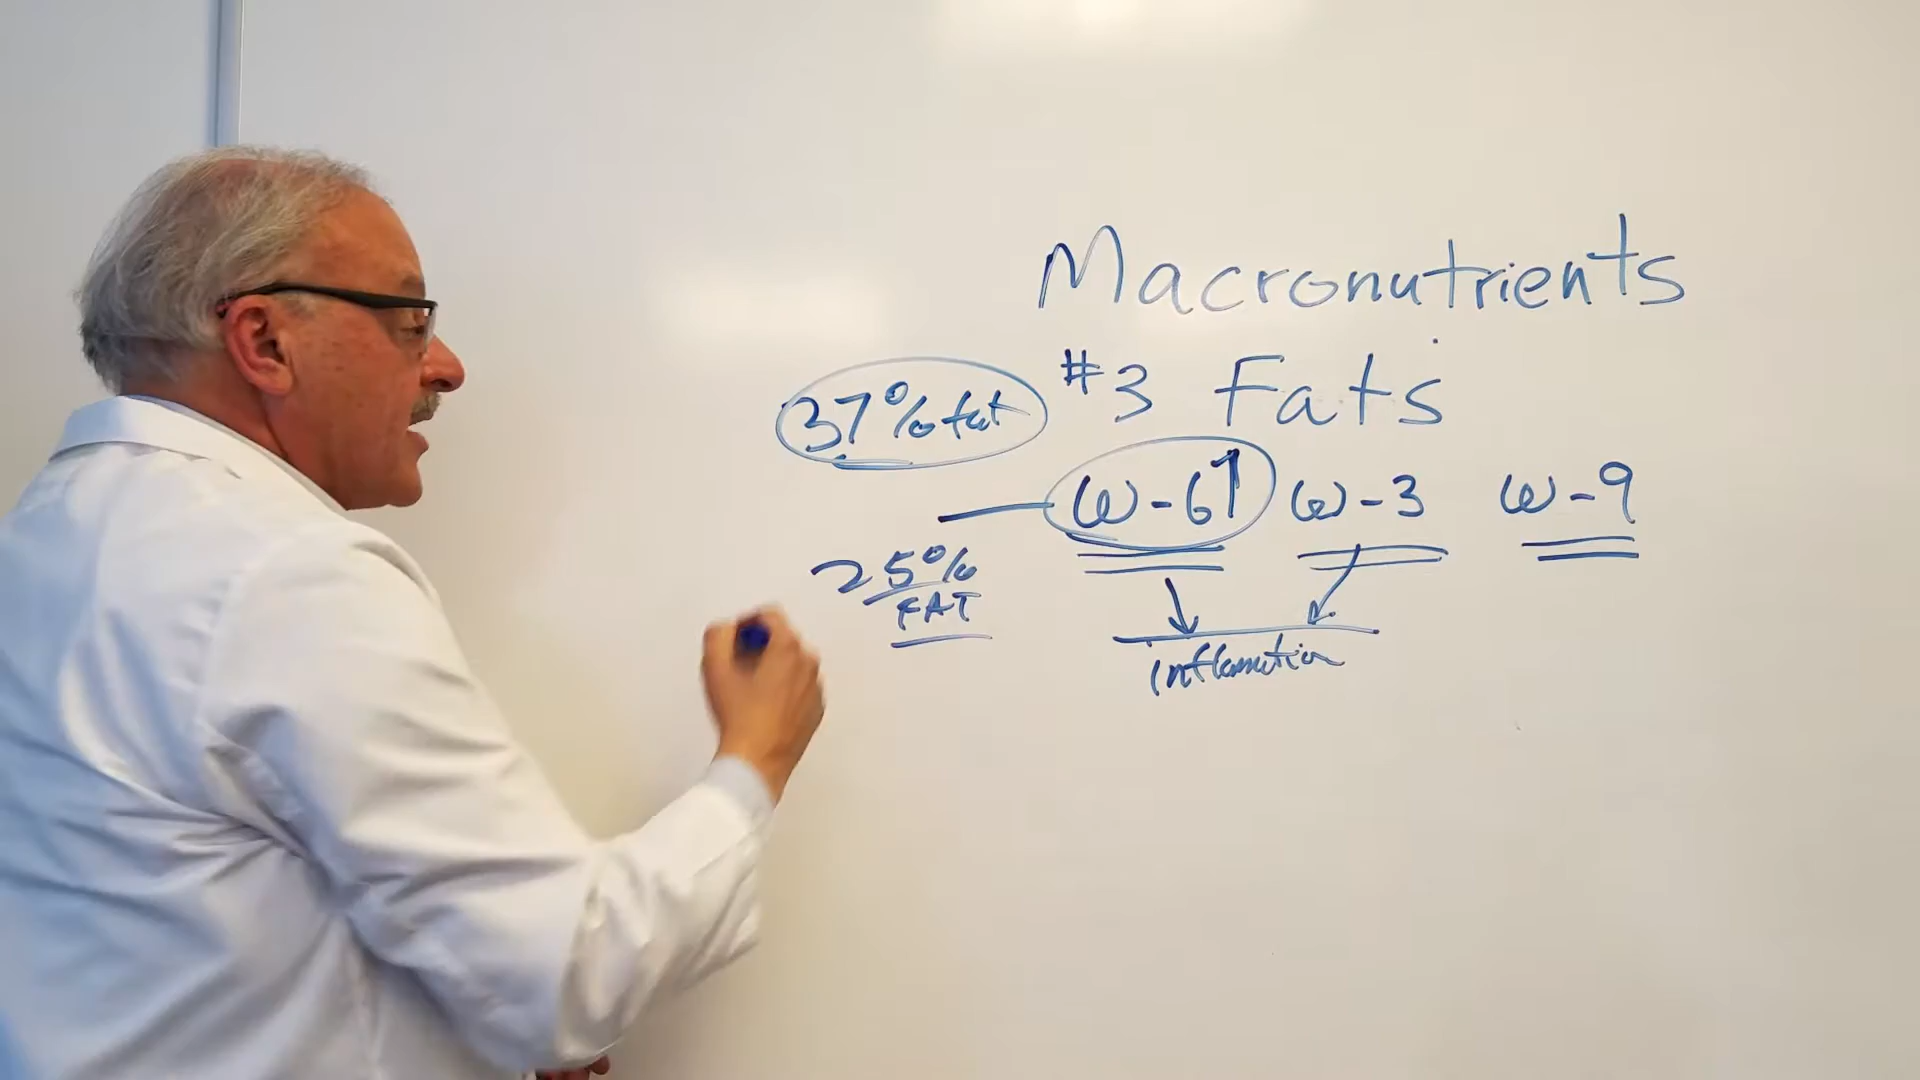 Macronutrients
37% fat #3 Fats
ω-6↑ ω-3 ω-9
25%
FAT
Inflamation